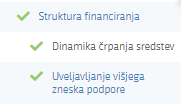 Struktura financiranja
Dinamika črpanja sredstev
Uveljavljanje višjega
zneska podpore